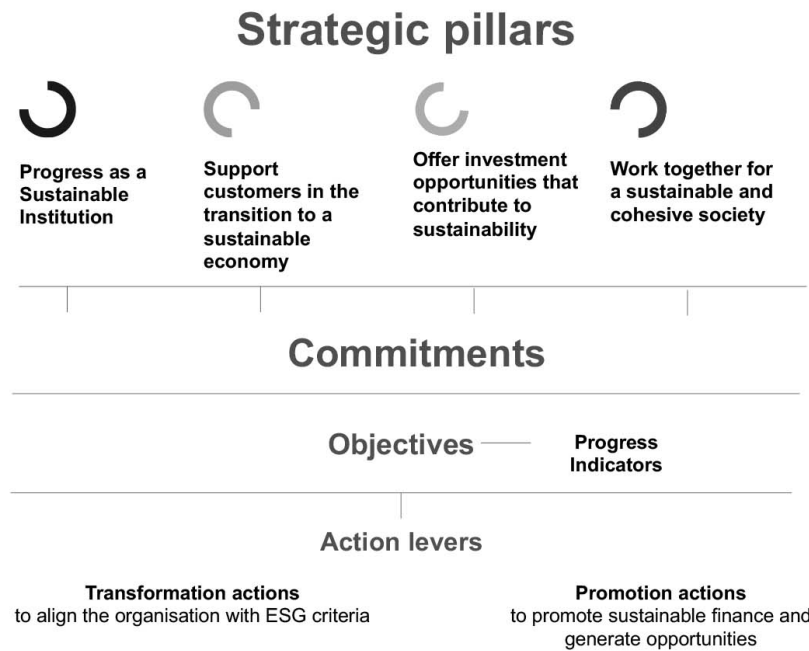 Strategic pillars
Progress as a
Sustainable
Institution
Support
customers in the
transition to a
sustainable
economy
Offer investment
opportunities that
contribute to
sustainability
Work together for
a sustainable and
cohesive society
Commitments
Objectives
Progress
Indicators
Action levers
Transformation actions
to align the organisation with ESG criteria
Promotion actions
to promote sustainable finance and
generate opportunities